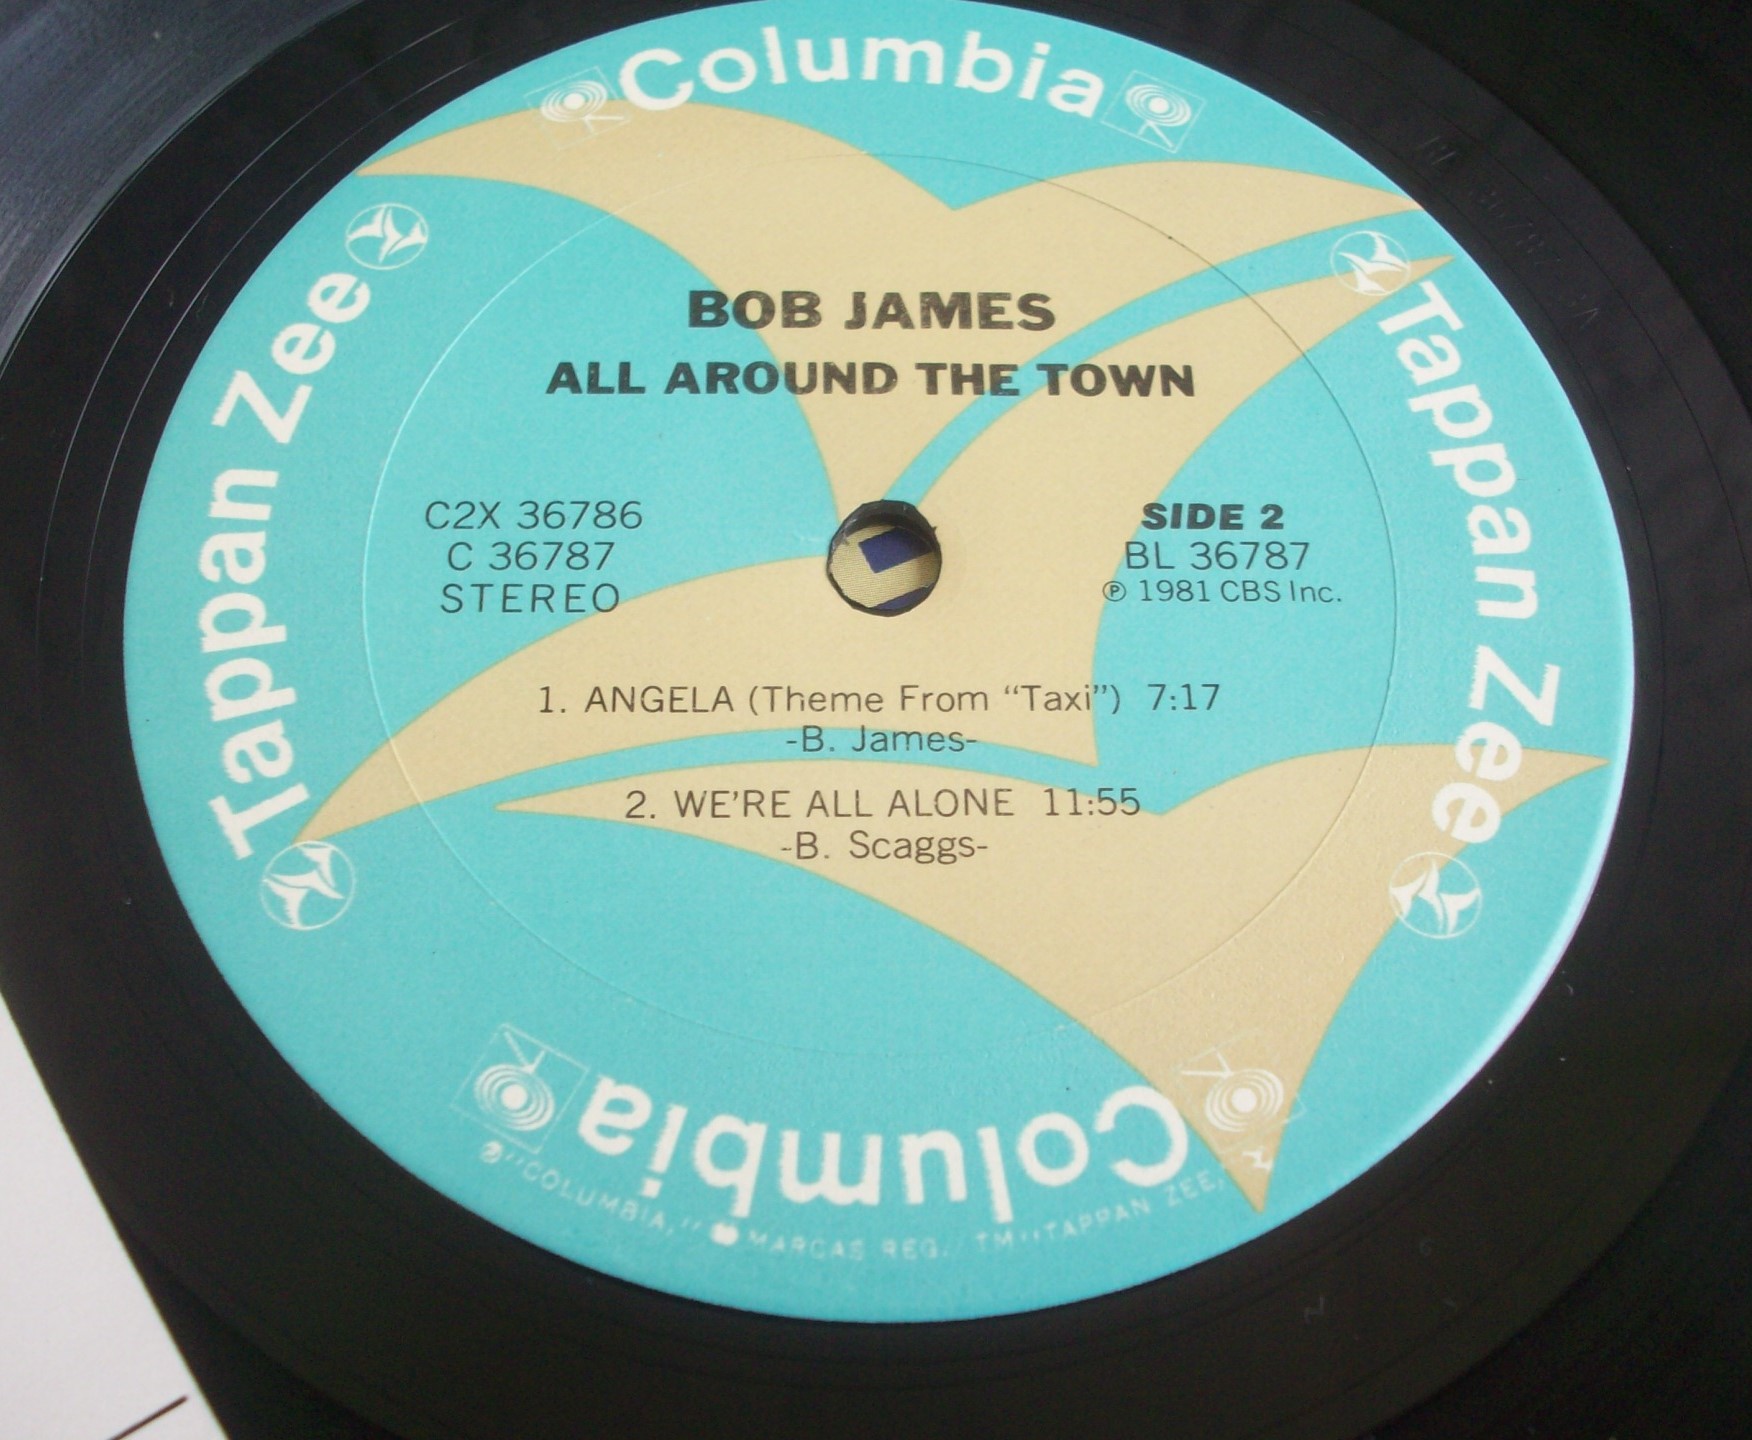 Columbia
Tappan Zee
Tappan Zee
BOB JAMES
ALL AROUND THE TOWN
C2X 36786
C 36787
STEREO
SIDE 2
BL 36787
℗ 1981 CBS Inc.
1. ANGELA (Theme From “Taxi”) 7:17
-B. James-
2. WE'RE ALL ALONE 11:55
-B. Scaggs-
Columbia
"COLUMBIA," MARCAS REG. TM "TAPPAN ZEE,"